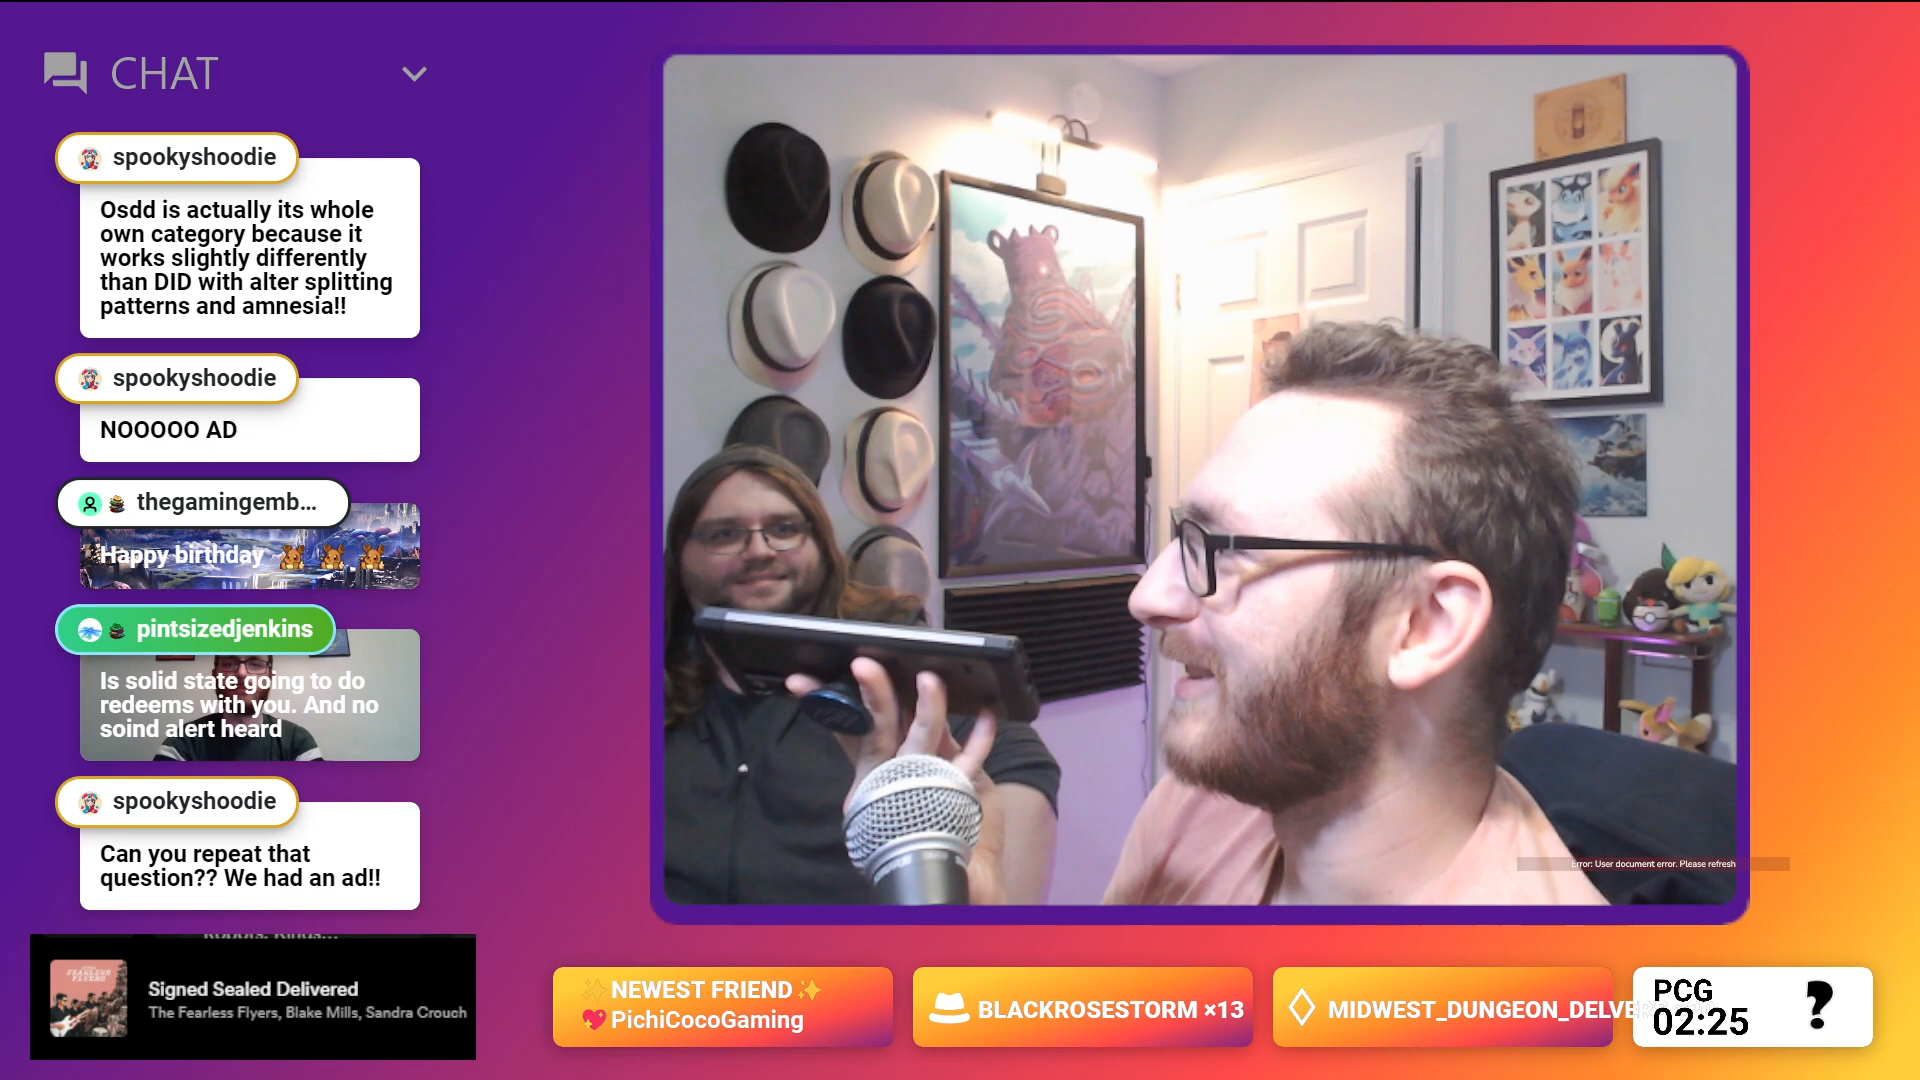 CHAT
spookyshoodie
Osdd is actually its whole
own category because it
works slightly differently
than DID with alter splitting
patterns and amnesia!!
spookyshoodie
NOOOOO AD
thegamingemb...
Happy birthday
pintsizedjenkins
Is solid state going to do
redeems with you. And no
soind alert heard
spookyshoodie
Can you repeat that
question?? We had an ad!!
FEARLESS
FLYERS
Signed Sealed Delivered
The Fearless Flyers, Blake Mills, Sandra Crouch
Error: User document error. Please refresh
✨NEWEST FRIEND✨
💖PichiCocoGaming
BLACKROSESTORM ×13
MIDWEST_DUNGEON_DELVE
PCG
02:25
?